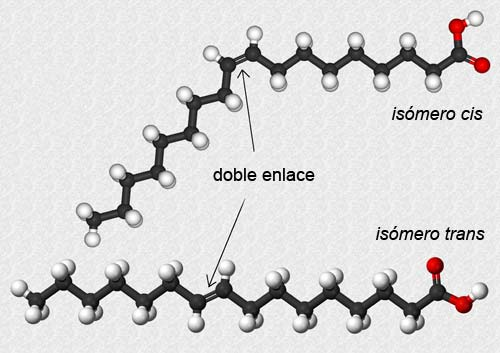 isómero cis
doble enlace
isómero trans